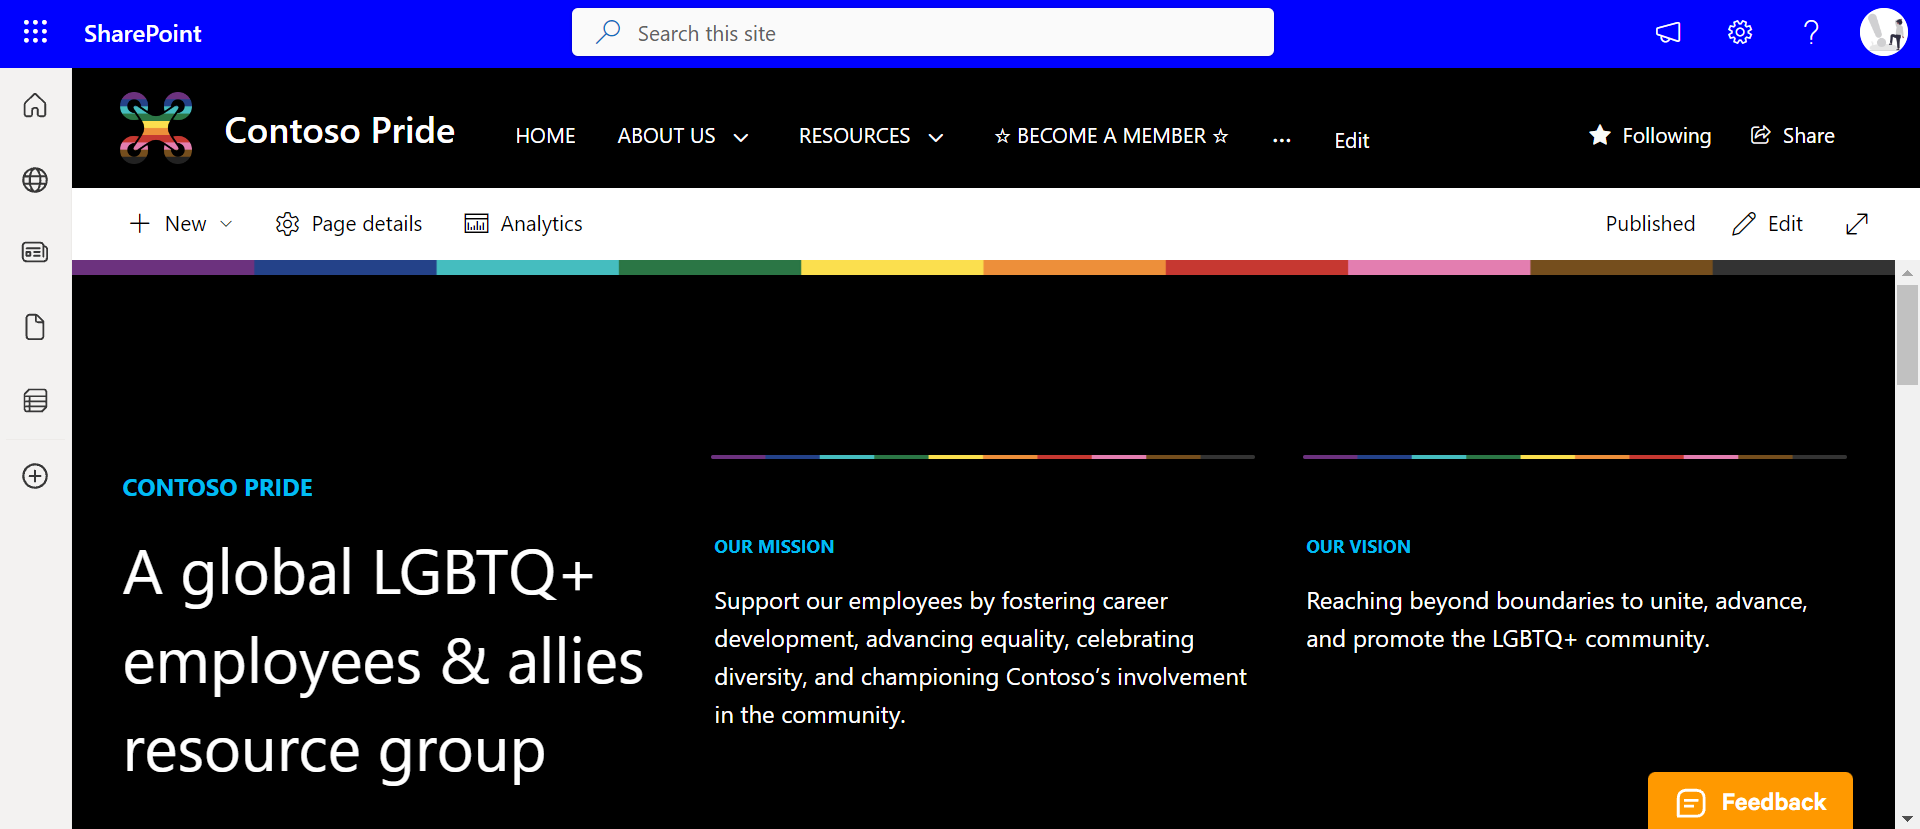 SharePoint
Search this site
Contoso Pride
HOME
ABOUT US
RESOURCES
☆ BECOME A MEMBER ☆
...
Edit
Following
Share
New
Page details
Analytics
Published
Edit
CONTOSO PRIDE
A global LGBTQ+
employees & allies
resource group
OUR MISSION
Support our employees by fostering career
development, advancing equality, celebrating
diversity, and championing Contoso’s involvement
in the community.
OUR VISION
Reaching beyond boundaries to unite, advance,
and promote the LGBTQ+ community.
Feedback